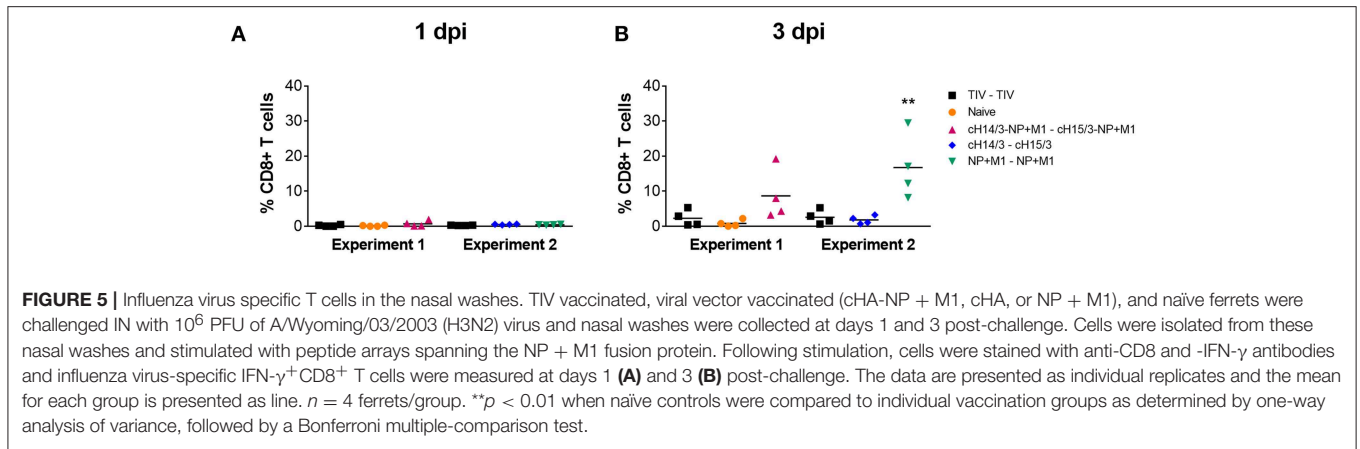 A
1 dpi
% CD8+ T cells
40
30
20
10
0
Experiment 1
Experiment 2
B
3 dpi
% CD8+ T cells
40
30
20
10
0
**
Experiment 1
Experiment 2
TIV - TIV
Naive
cH14/3-NP+M1 - cH15/3-NP+M1
cH14/3 - cH15/3
NP+M1 - NP+M1
FIGURE 5 | Influenza virus specific T cells in the nasal washes. TIV vaccinated, viral vector vaccinated (cHA-NP + M1, cHA, or NP + M1), and naïve ferrets were
challenged IN with 10⁶ PFU of A/Wyoming/03/2003 (H3N2) virus and nasal washes were collected at days 1 and 3 post-challenge. Cells were isolated from these
nasal washes and stimulated with peptide arrays spanning the NP + M1 fusion protein. Following stimulation, cells were stained with anti-CD8 and -IFN-γ antibodies
and influenza virus-specific IFN-γ⁺CD8⁺ T cells were measured at days 1 (A) and 3 (B) post-challenge. The data are presented as individual replicates and the mean
for each group is presented as line. n = 4 ferrets/group. **p < 0.01 when naïve controls were compared to individual vaccination groups as determined by one-way
analysis of variance, followed by a Bonferroni multiple-comparison test.